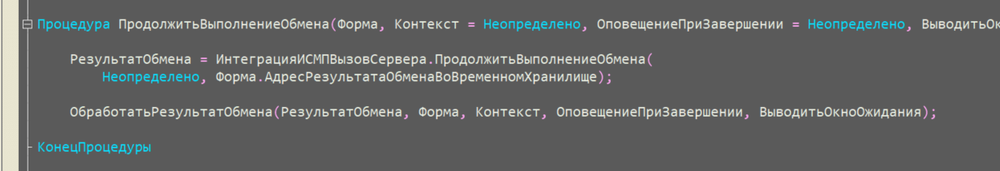 Процедура ПродолжитьВыполнениеОбмена(Форма, Контекст = Неопределено, ОповещениеПриЗавершении = Неопределено, ВыводитьОк
РезультатОбмена = ИнтеграцияИСМПВызовСервера.ПродолжитьВыполнениеОбмена(
Неопределено, Форма.АдресРезультатаОбменаВоВременномХранилище);
ОбработатьРезультатОбмена(РезультатОбмена, Форма, Контекст, ОповещениеПриЗавершении, ВыводитьОкноОжидания);
КонецПроцедуры